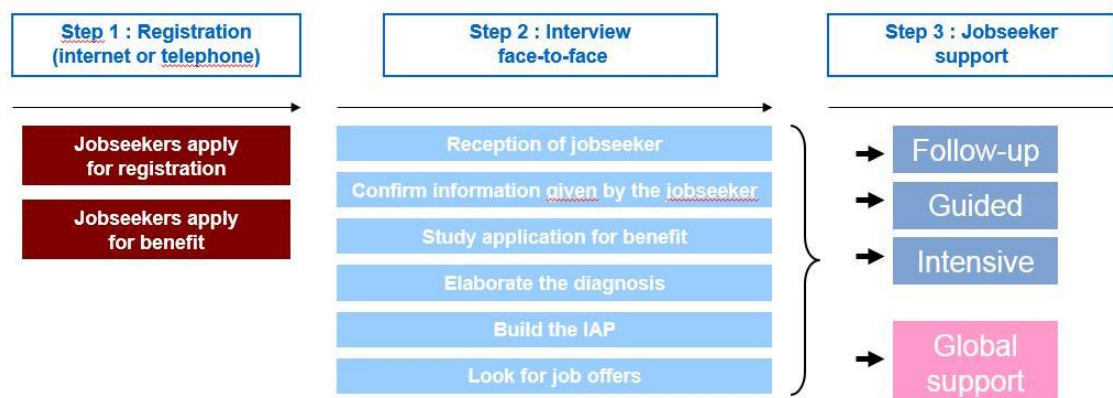 Step 1 : Registration
(internet or telephone)
Step 2 : Interview
face-to-face
Step 3 : Jobseeker
support
Jobseekers apply
for registration
Jobseekers apply
for benefit
Reception of jobseeker
Confirm information given by the jobseeker
Study application for benefit
Elaborate the diagnosis
Build the IAP
Look for job offers
Follow-up
Guided
Intensive
Global
support